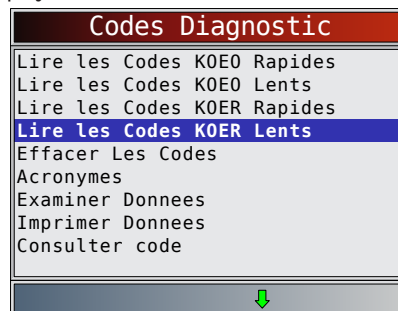 Codes Diagnostic
Lire les Codes KOEO Rapides
Lire les Codes KOEO Lents
Lire les Codes KOER Rapides
Lire les Codes KOER Lents
Effacer Les Codes
Acronymes
Examiner Donnees
Imprimer Donnees
Consulter code